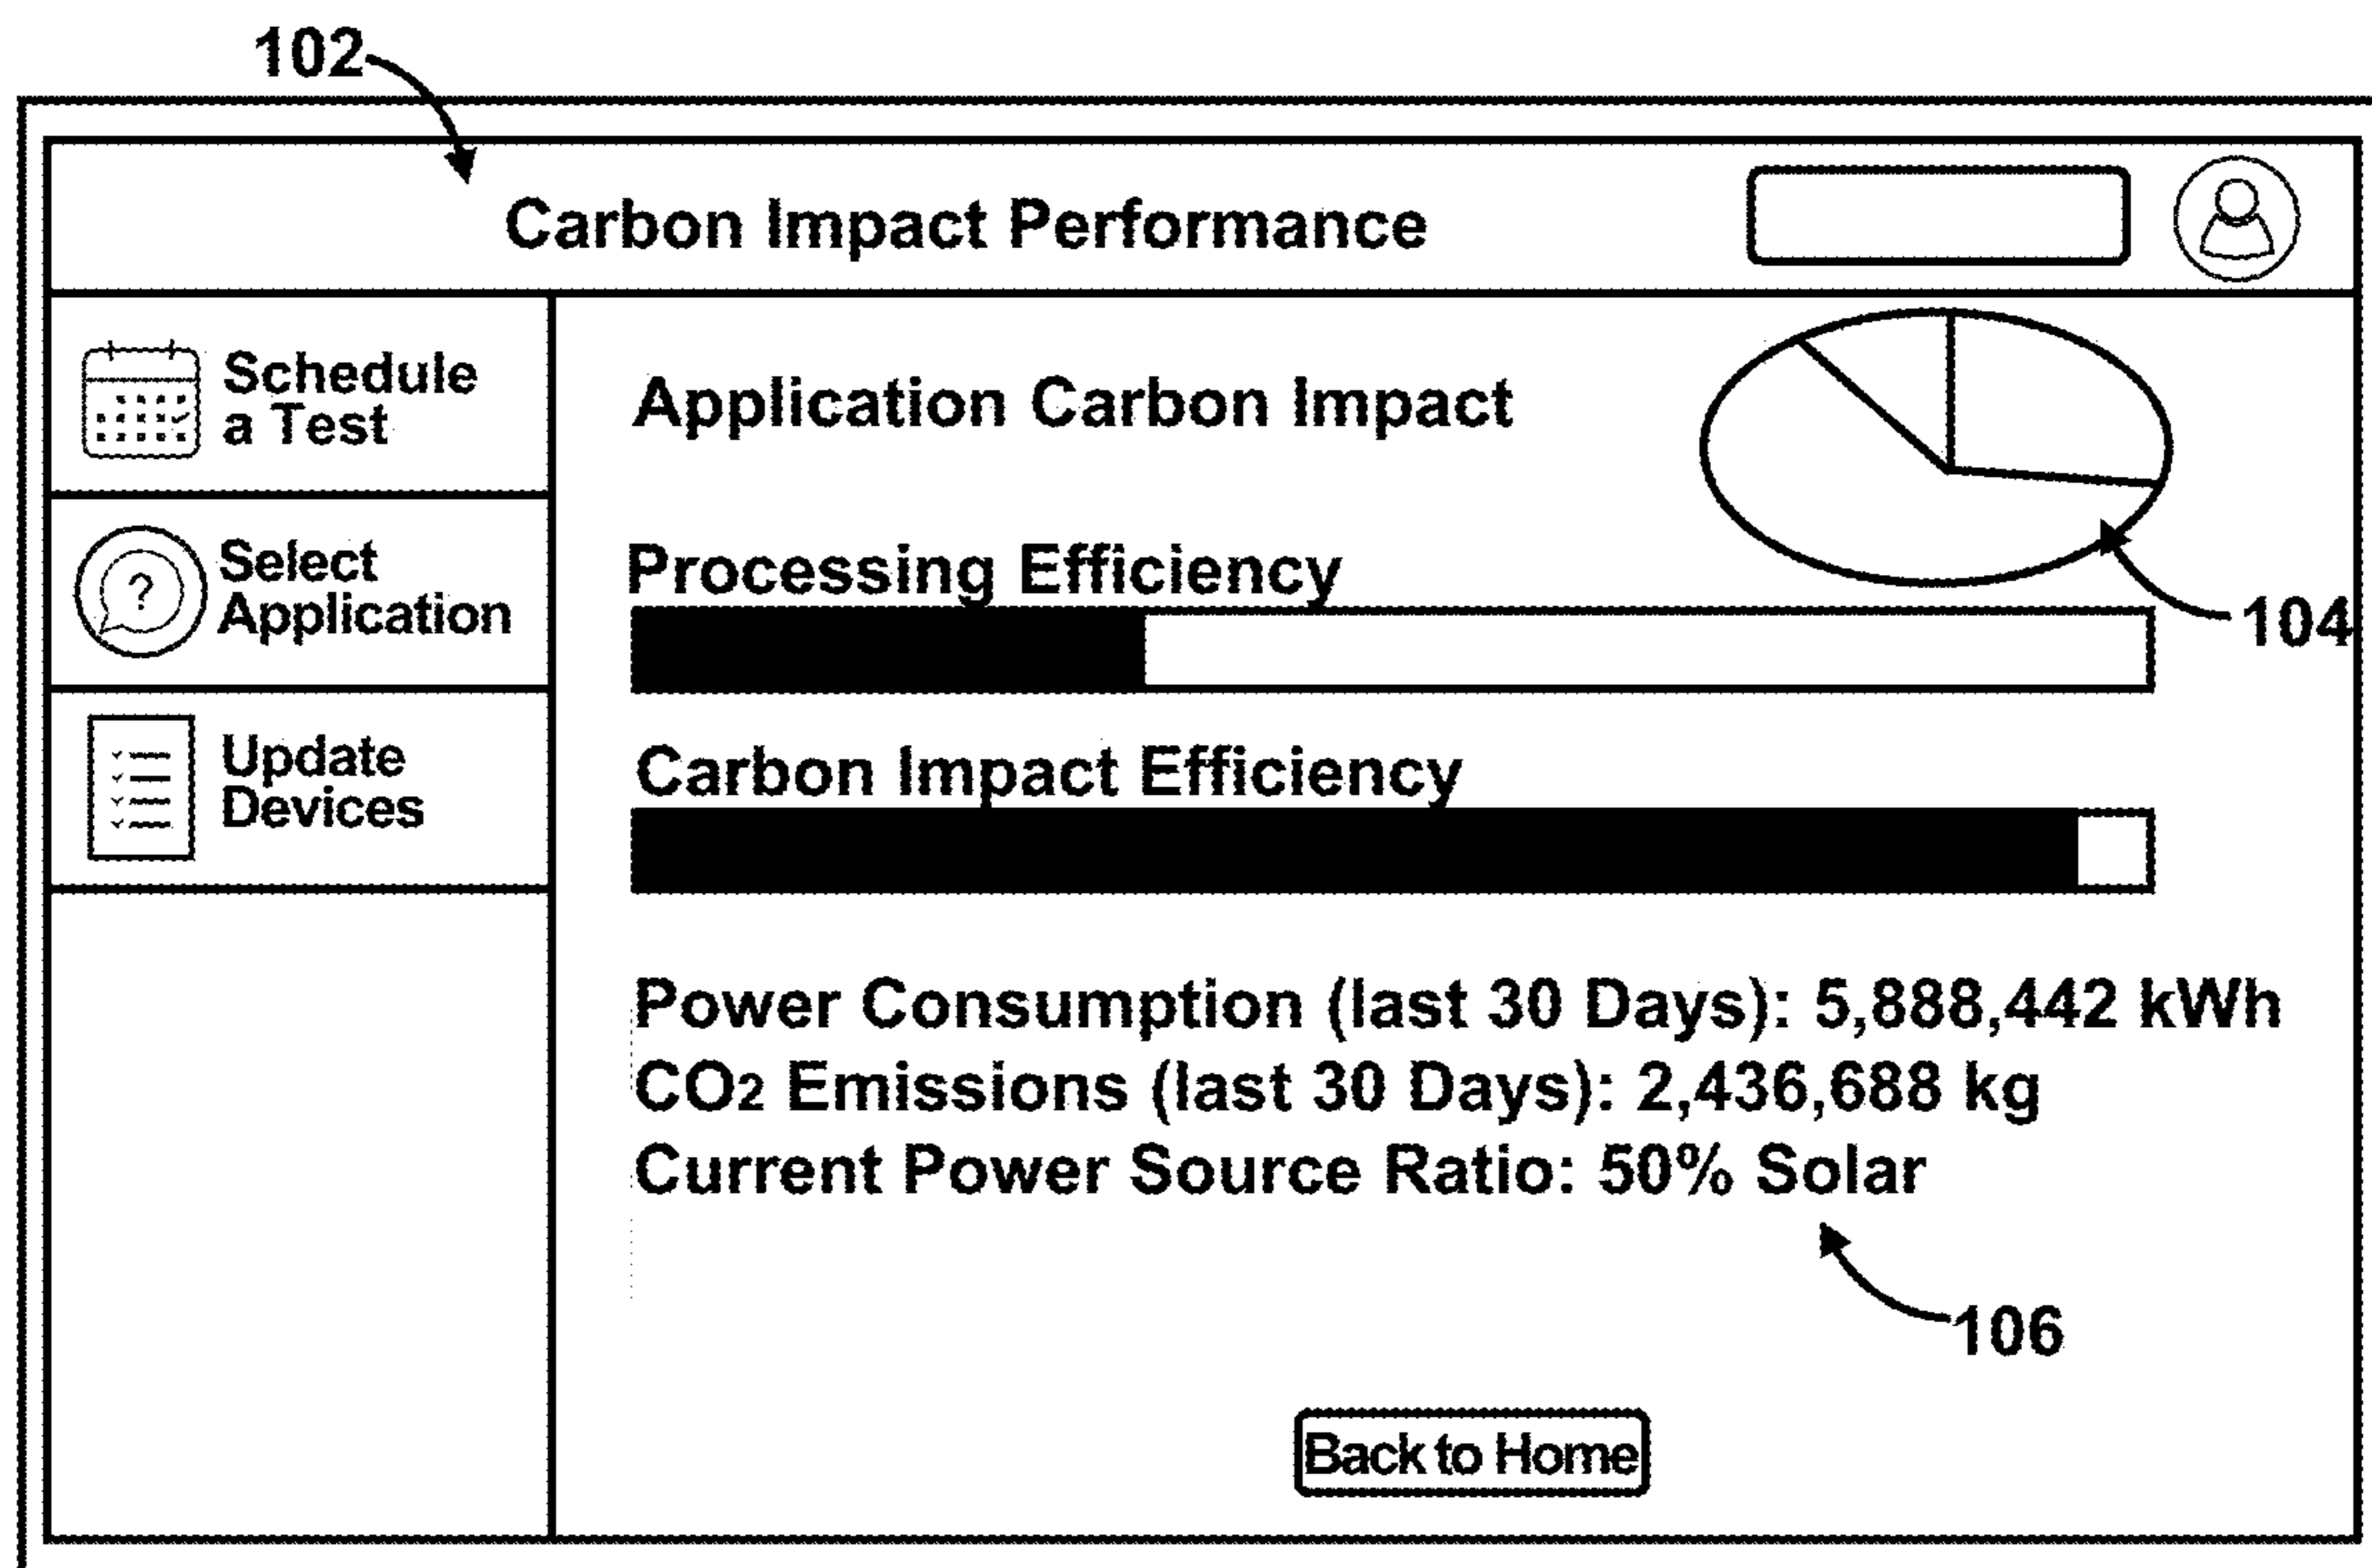 102
Carbon Impact Performance
Schedule
a Test
Select
Application
Update
Devices
?
Application Carbon Impact
104
Processing Efficiency
Carbon Impact Efficiency
Power Consumption (last 30 Days): 5,888,442 kWh
CO2 Emissions (last 30 Days): 2,436,688 kg
Current Power Source Ratio: 50% Solar
106
Back to Home